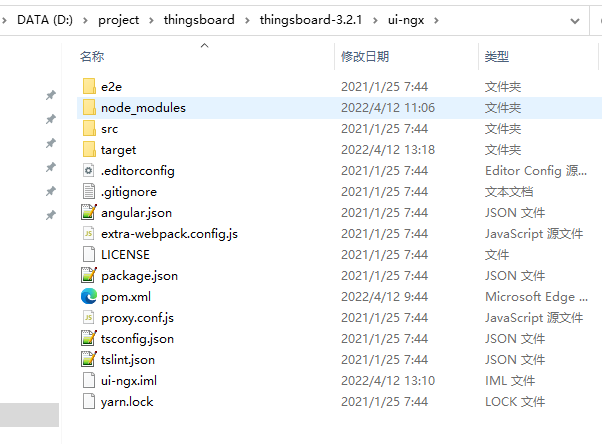 DATA (D:) > project > thingsboard > thingsboard-3.2.1 > ui-ngx >
名称 修改日期 类型
e2e 2021/1/25 7:44 文件夹
node_modules 2022/4/12 11:06 文件夹
src 2021/1/25 7:44 文件夹
target 2022/4/12 13:18 文件夹
.editorconfig 2021/1/25 7:44 Editor Config 源...
.gitignore 2021/1/25 7:44 文本文档
angular.json 2021/1/25 7:44 JSON 文件
extra-webpack.config.js 2021/1/25 7:44 JavaScript 源文件
LICENSE 2021/1/25 7:44 文件
package.json 2021/1/25 7:44 JSON 文件
pom.xml 2022/4/12 9:44 Microsoft Edge ...
proxy.conf.js 2021/1/25 7:44 JavaScript 源文件
tsconfig.json 2021/1/25 7:44 JSON 文件
tslint.json 2021/1/25 7:44 JSON 文件
ui-ngx.iml 2022/4/12 13:10 IML 文件
yarn.lock 2021/1/25 7:44 LOCK 文件